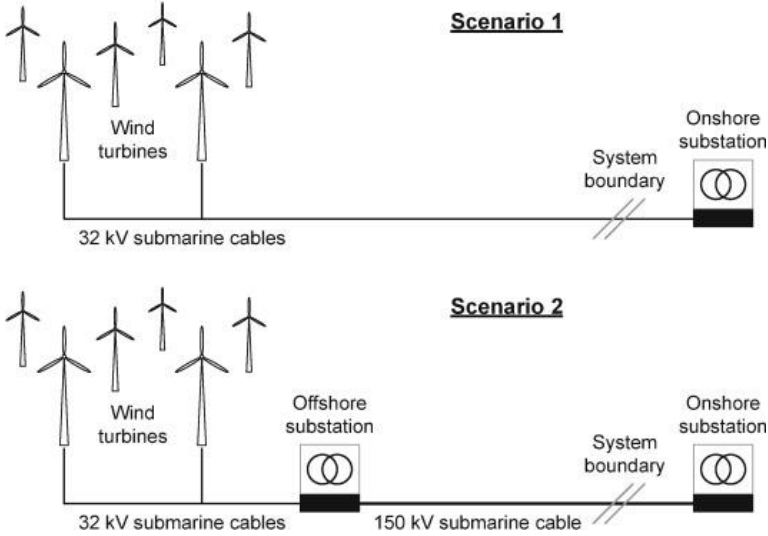 Scenario 1
Wind
turbines
Onshore
substation
System
boundary
32 kV submarine cables
Scenario 2
Wind
turbines
Offshore
substation
Onshore
substation
System
boundary
32 kV submarine cables
150 kV submarine cable